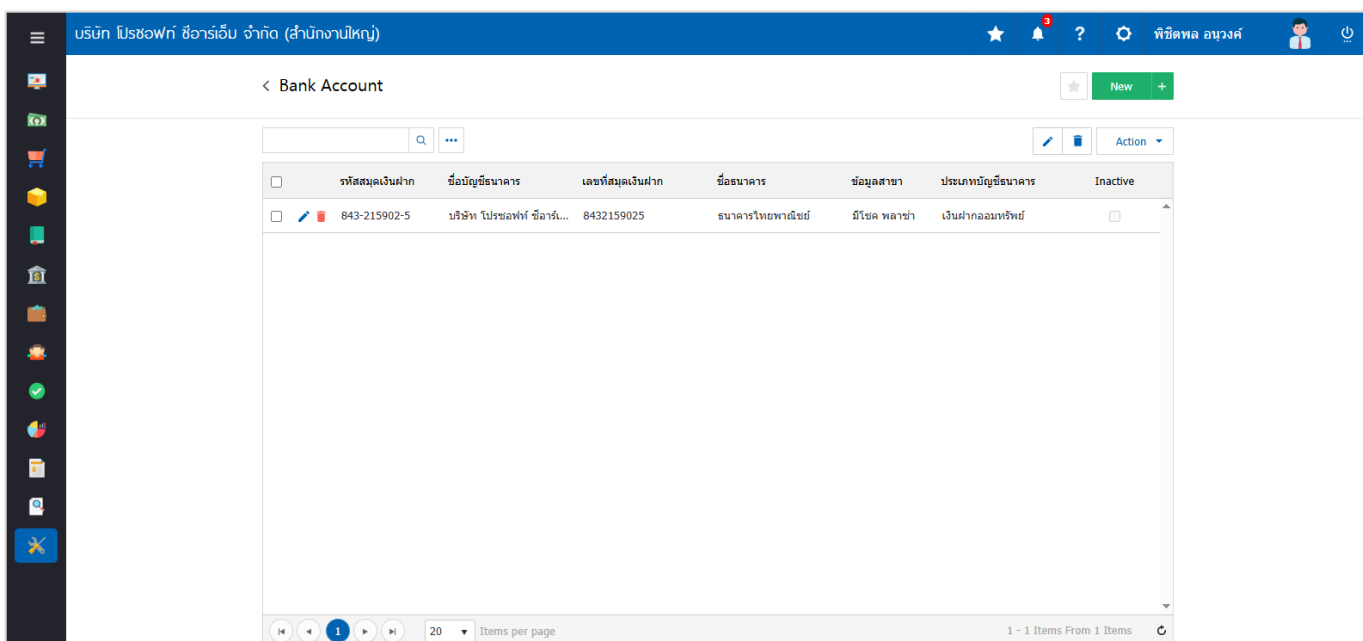 บริษัท โปรซอฟท์ ซีอาร์เอ็ม จำกัด (สำนักงานใหญ่) 3 ? พิชิตพล อนุวงค์
< Bank Account New +
Action
รหัสสมุดเงินฝาก ชื่อบัญชีธนาคาร เลขที่สมุดเงินฝาก ชื่อธนาคาร ข้อมูลสาขา ประเภทบัญชีธนาคาร Inactive
843-215902-5 บริษัท โปรซอฟท์ ซีอาร์เ... 8432159025 ธนาคารไทยพาณิชย์ มีโชค พลาซ่า เงินฝากออมทรัพย์
1 20 Items per page 1 - 1 Items From 1 Items